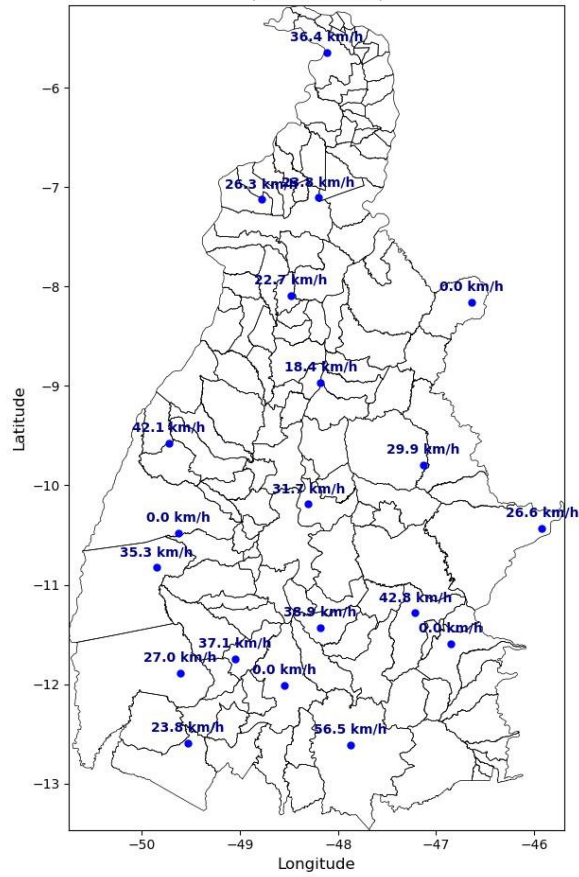 36.4 km/h
26.3 km/h
22.7 km/h
0.0 km/h
18.4 km/h
42.1 km/h
29.9 km/h
31.7 km/h
26.6 km/h
0.0 km/h
35.3 km/h
42.8 km/h
38.9 km/h
0.0 km/h
37.1 km/h
27.0 km/h
0.0 km/h
23.8 km/h
56.5 km/h
−6
−7
−8
−9
−10
−11
−12
−13
Latitude
−50
−49
−48
−47
−46
Longitude